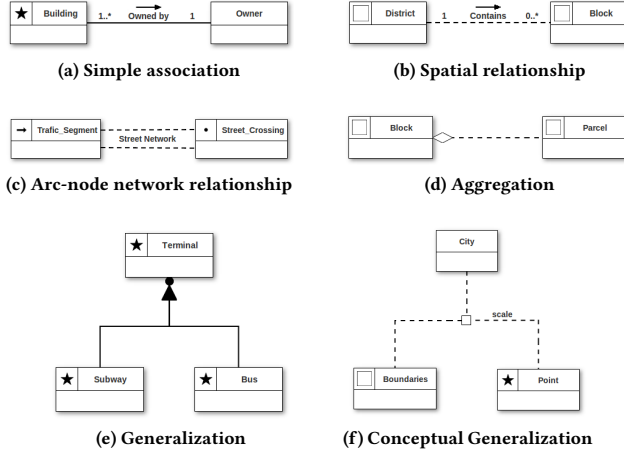 Building 1..* Owned by 1 Owner
District 1 Contains 0..* Block
(a) Simple association
(b) Spatial relationship
Trafic_Segment Street Network Street_Crossing
Block Parcel
(c) Arc-node network relationship
(d) Aggregation
Terminal
Subway Bus
(e) Generalization
City
scale
Boundaries Point
(f) Conceptual Generalization